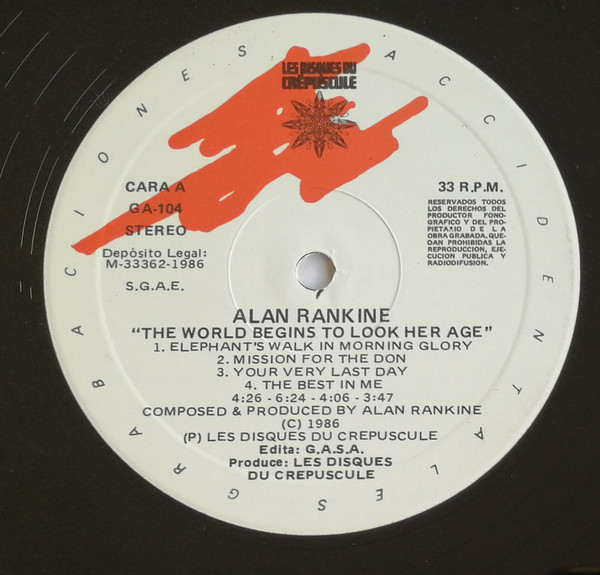 LES DISQUES DU
CRÉPUSCULE
GRABACIONES ACCIDENTALES
CARA A
GA-104
STEREO
Depósito Legal:
M-33362-1986
S.G.A.E.
33 R.P.M.
RESERVADOS TODOS
LOS DERECHOS DEL
PRODUCTOR FONO-
GRAFICO Y DEL PRO-
PIETARIO DE LA
OBRA GRABADA. QUE-
DAN PROHIBIDAS LA
REPRODUCCION, EJE-
CUCION PUBLICA Y
RADIODIFUSION.
ALAN RANKINE
"THE WORLD BEGINS TO LOOK HER AGE"
1. ELEPHANT'S WALK IN MORNING GLORY
2. MISSION FOR THE DON
3. YOUR VERY LAST DAY
4. THE BEST IN ME
4:26 - 6:24 - 4:06 - 3:47
COMPOSED & PRODUCED BY ALAN RANKINE
(C) 1986
(P) LES DISQUES DU CREPUSCULE
Edita: G.A.S.A.
Produce: LES DISQUES
DU CREPUSCULE